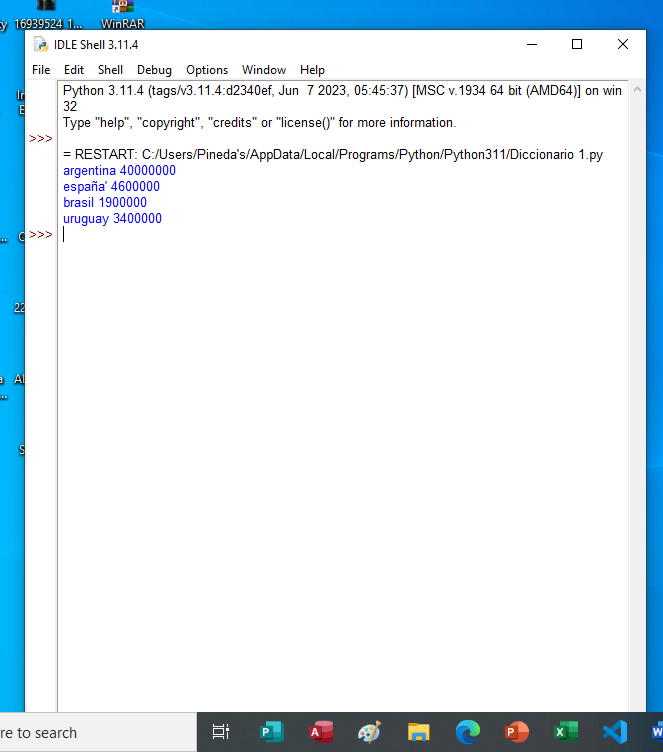 16939524 1...
WinRAR
IDLE Shell 3.11.4
File Edit Shell Debug Options Window Help
Python 3.11.4 (tags/v3.11.4:d2340ef, Jun  7 2023, 05:45:37) [MSC v.1934 64 bit (AMD64)] on win
32
Type "help", "copyright", "credits" or "license()" for more information.
>>>
= RESTART: C:/Users/Pineda's/AppData/Local/Programs/Python/Python311/Diccionario 1.py
argentina 40000000
españa' 4600000
brasil 1900000
uruguay 3400000
>>>
22
re to search